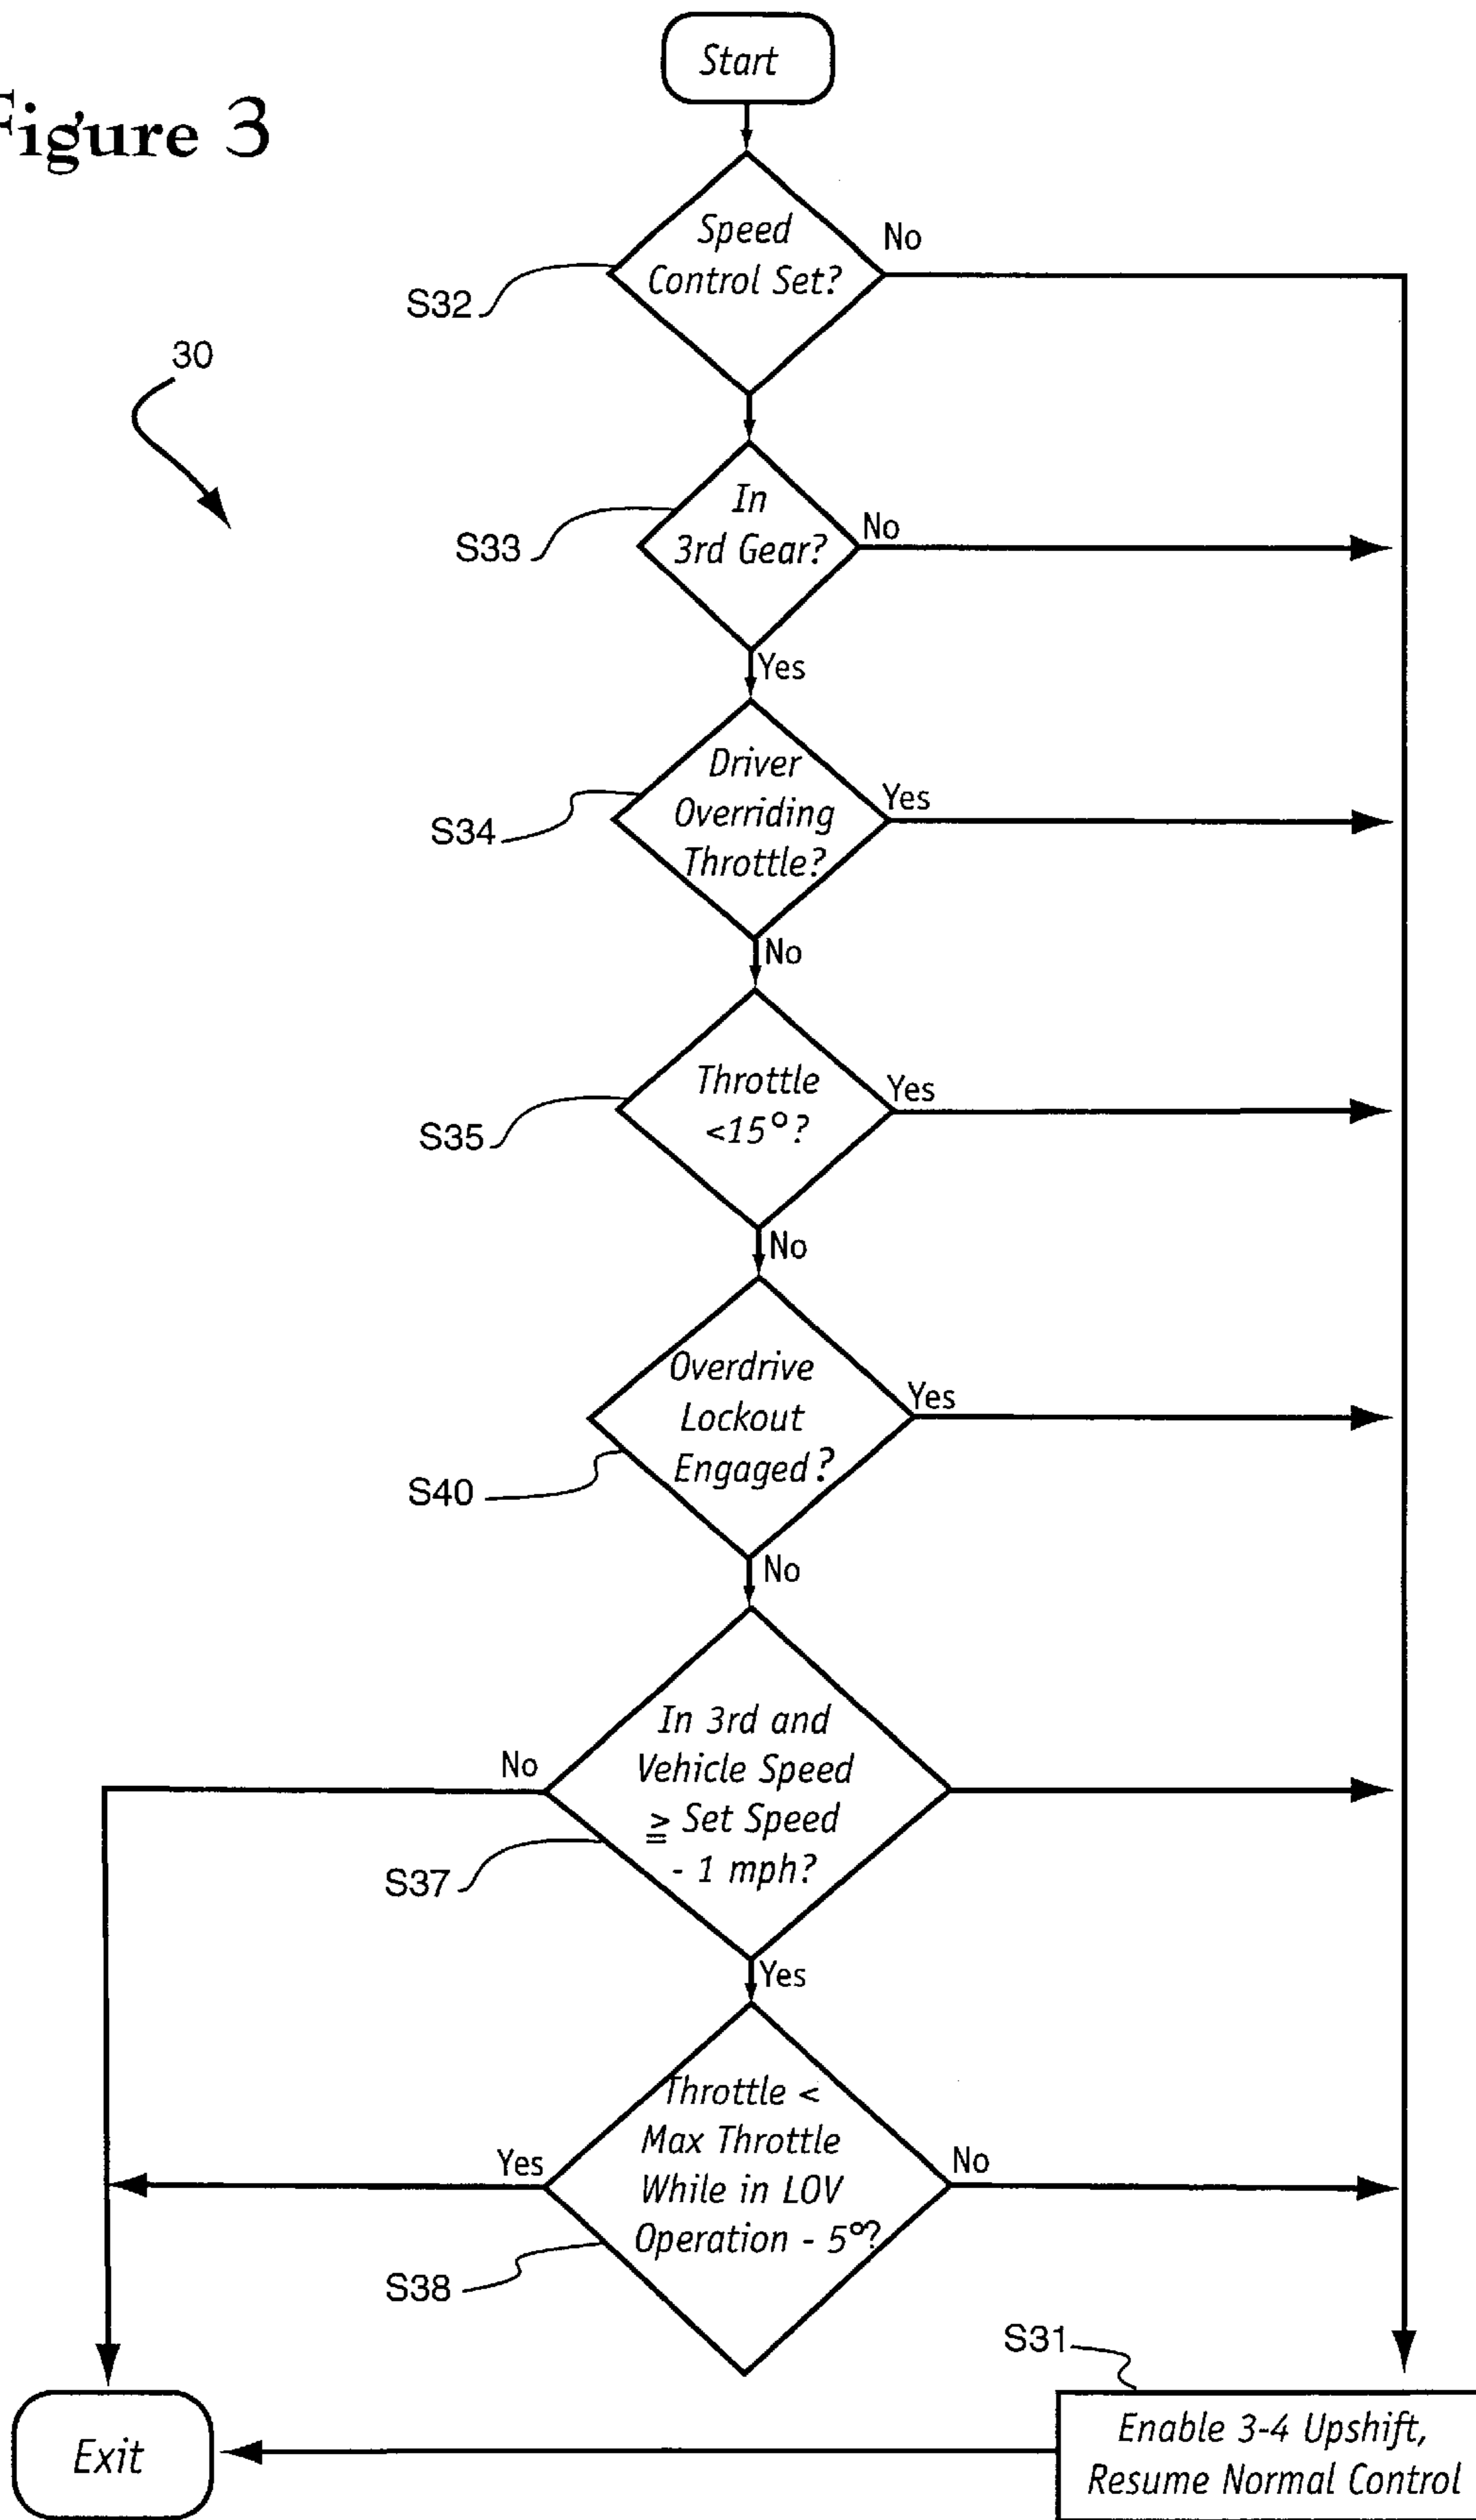 Figure 3
Start
Speed
Control Set?
No
S32
30
In
3rd Gear?
No
S33
Yes
Driver
Overriding
Throttle?
Yes
S34
No
Throttle
<15°?
Yes
S35
No
Overdrive
Lockout
Engaged?
Yes
S40
No
In 3rd and
Vehicle Speed
≧ Set Speed
- 1 mph?
No
S37
Yes
Throttle <
Max Throttle
While in LOV
Operation - 5°?
Yes
No
S38
S31
Enable 3-4 Upshift,
Resume Normal Control
Exit